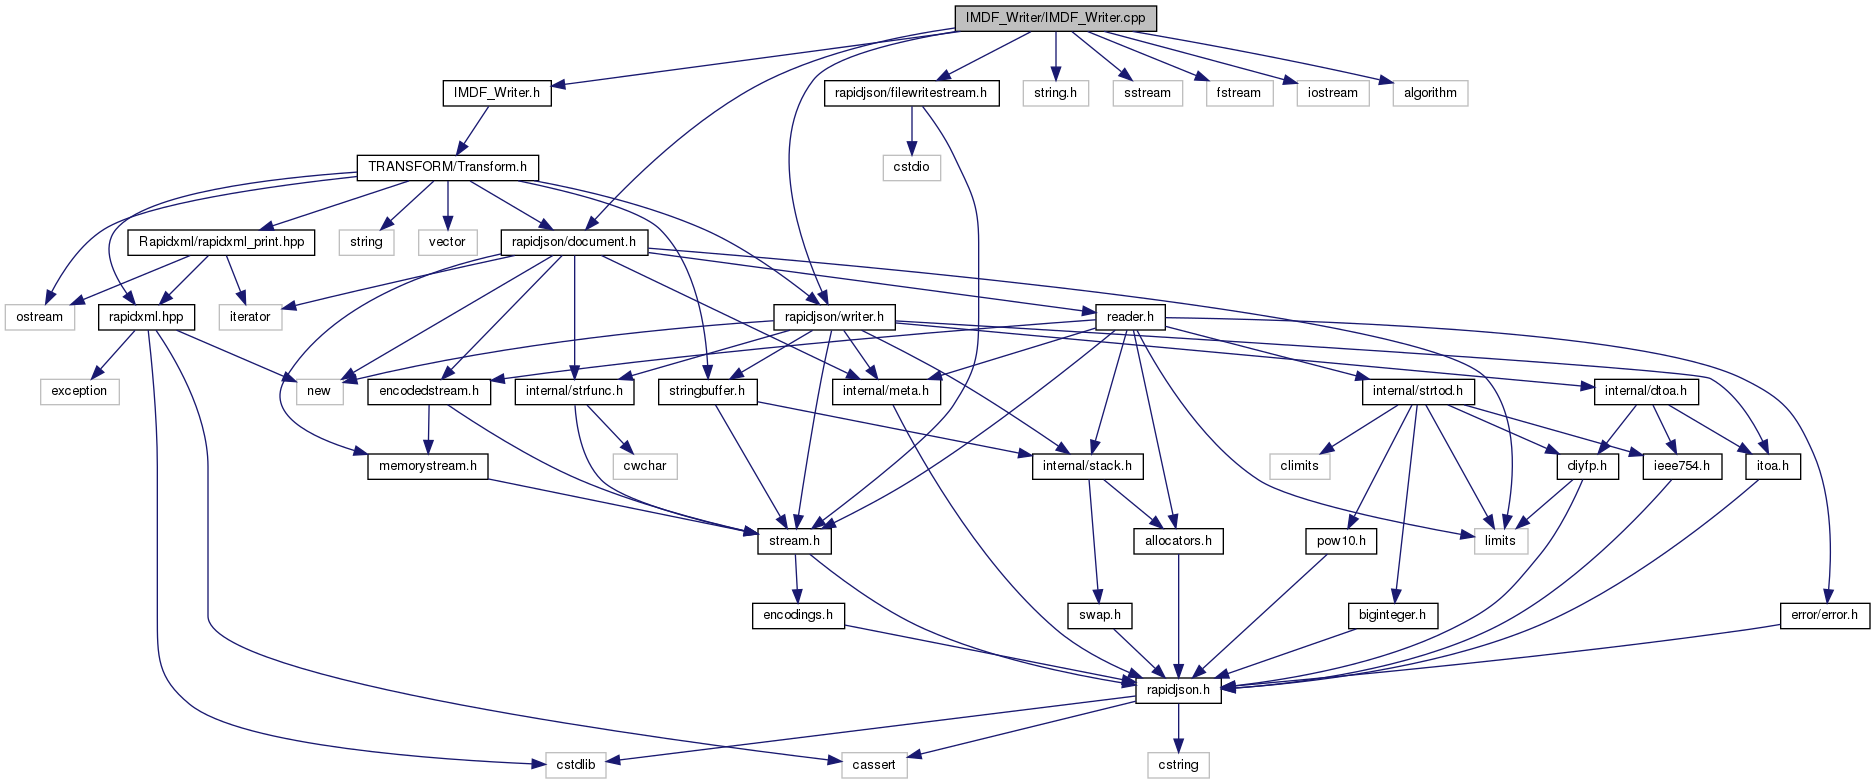 IMDF_Writer/IMDF_Writer.cpp
IMDF_Writer.h
rapidjson/filewritestream.h
string.h
sstream
fstream
iostream
algorithm
TRANSFORM/Transform.h
cstdio
Rapidxml/rapidxml_print.hpp
string
vector
rapidjson/document.h
ostream
rapidxml.hpp
iterator
rapidjson/writer.h
reader.h
exception
new
encodedstream.h
internal/strfunc.h
stringbuffer.h
internal/meta.h
internal/strtod.h
internal/dtoa.h
memorystream.h
cwchar
internal/stack.h
climits
diyfp.h
ieee754.h
itoa.h
stream.h
allocators.h
pow10.h
limits
encodings.h
swap.h
biginteger.h
error/error.h
rapidjson.h
cstdlib
cassert
cstring